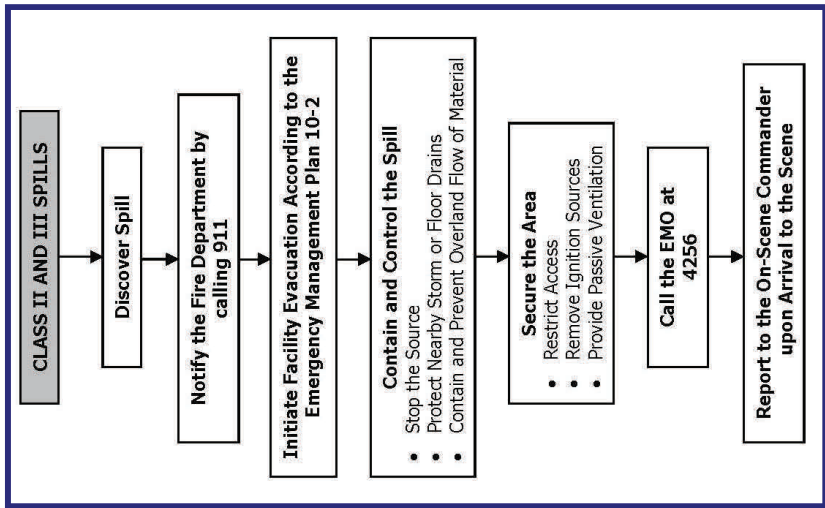 CLASS II AND III SPILLS
Discover Spill
Notify the Fire Department by
calling 911
Initiate Facility Evacuation According to the
Emergency Management Plan 10-2
Contain and Control the Spill
• Stop the Source
• Protect Nearby Storm or Floor Drains
• Contain and Prevent Overland Flow of Material
Secure the Area
• Restrict Access
• Remove Ignition Sources
• Provide Passive Ventilation
Call the EMO at
4256
Report to the On-Scene Commander
upon Arrival to the Scene